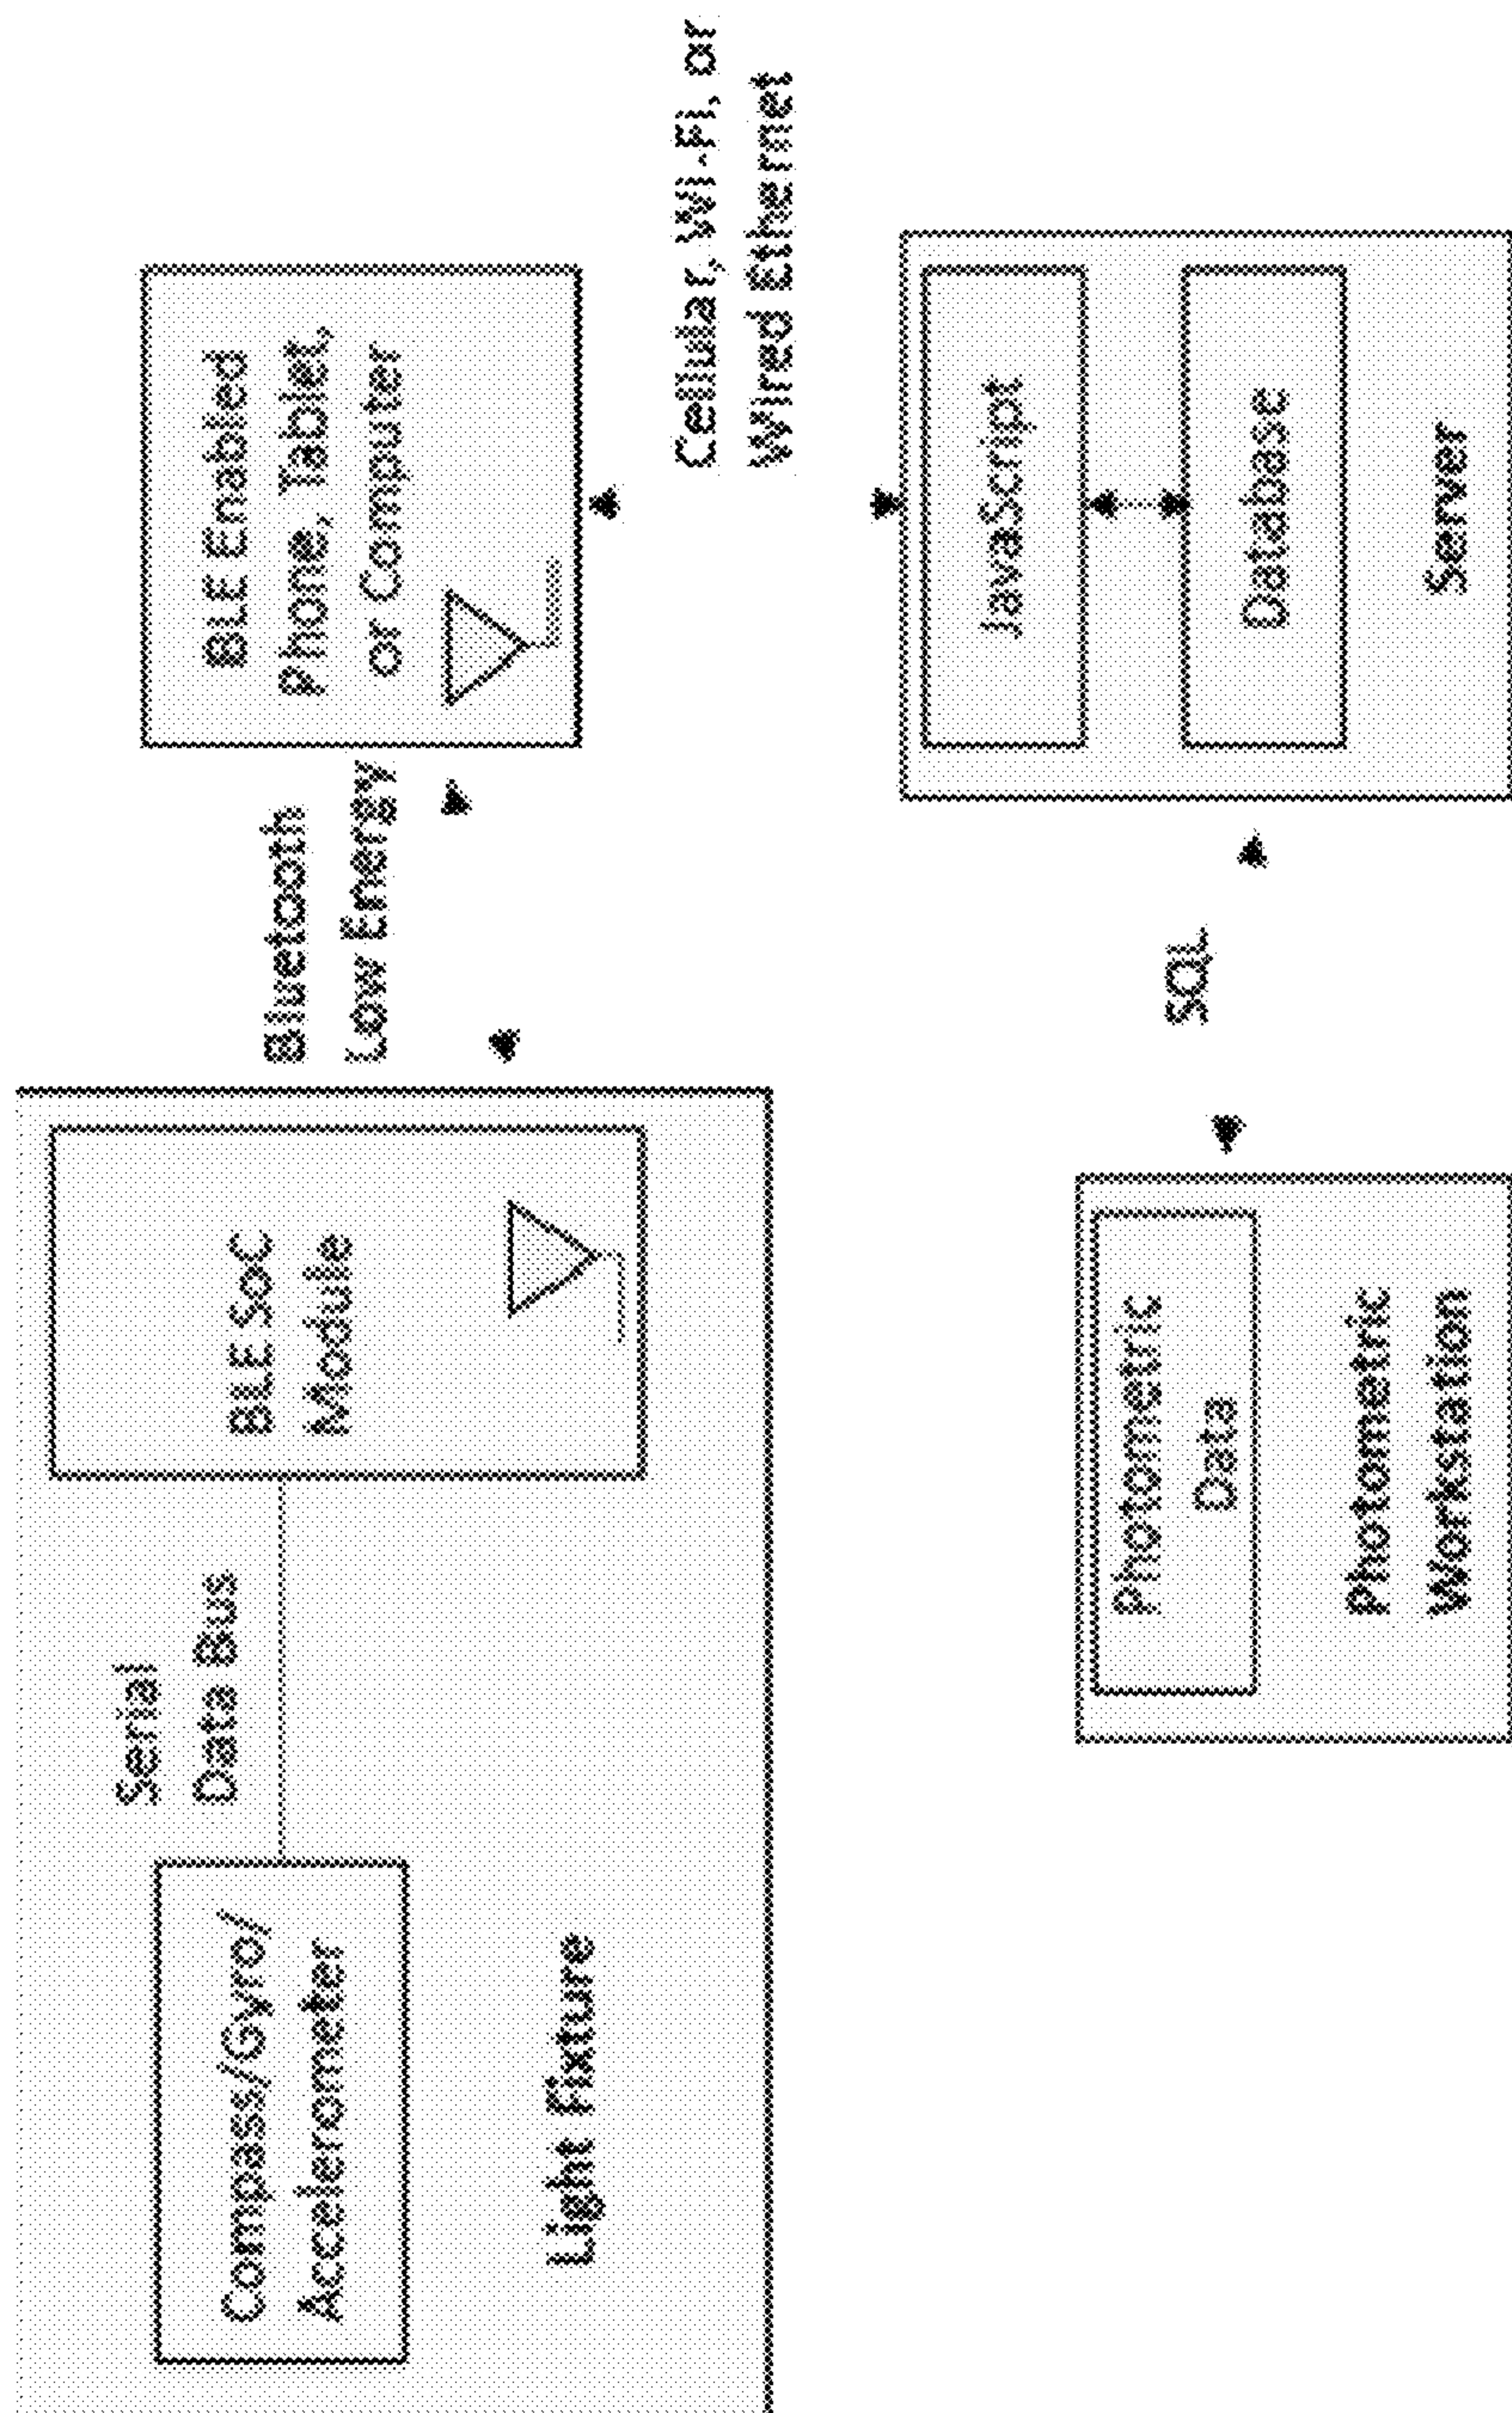 Compass/Gyro/
Accelerometer
Serial
Data Bus
BLE SoC
Module
Light Fixture
Bluetooth
Low Energy
BLE Enabled
Phone, Tablet,
or Computer
Cellular, Wi-Fi, or
Wired Ethernet
Photometric
Data
Photometric
Workstation
SQL
JavaScript
Database
Server